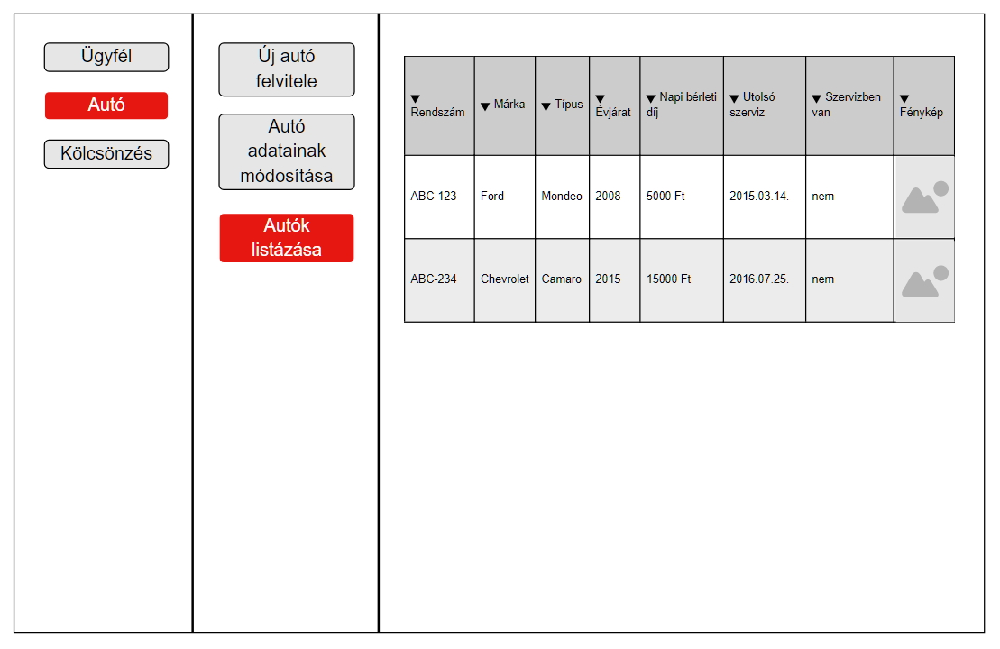 Ügyfél
Autó
Kölcsönzés
Új autó
felvitele
Autó
adatainak
módosítása
Autók
listázása
▼ Rendszám
▼ Márka
▼ Típus
▼ Évjárat
▼ Napi bérleti
díj
▼ Utolsó
szerviz
▼ Szervizben
van
▼ Fénykép
ABC-123 Ford Mondeo 2008 5000 Ft 2015.03.14. nem
ABC-234 Chevrolet Camaro 2015 15000 Ft 2016.07.25. nem